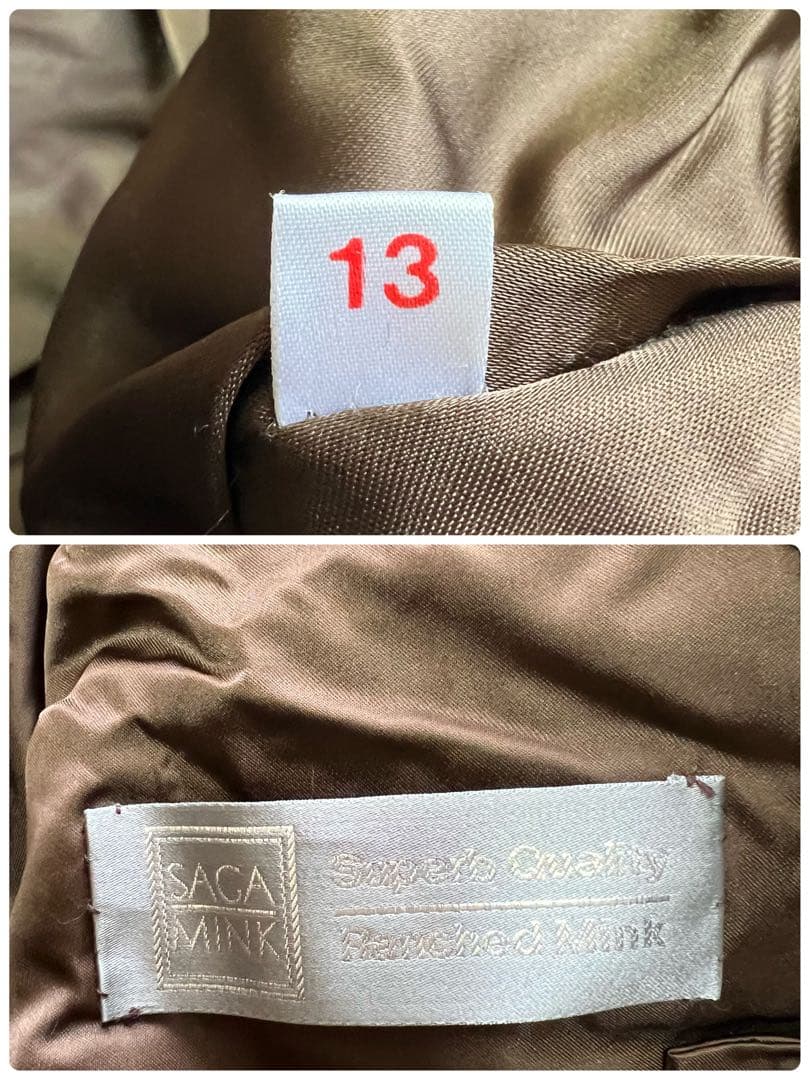 13
SAGA
MINK
Superb Quality
Ranched Mink